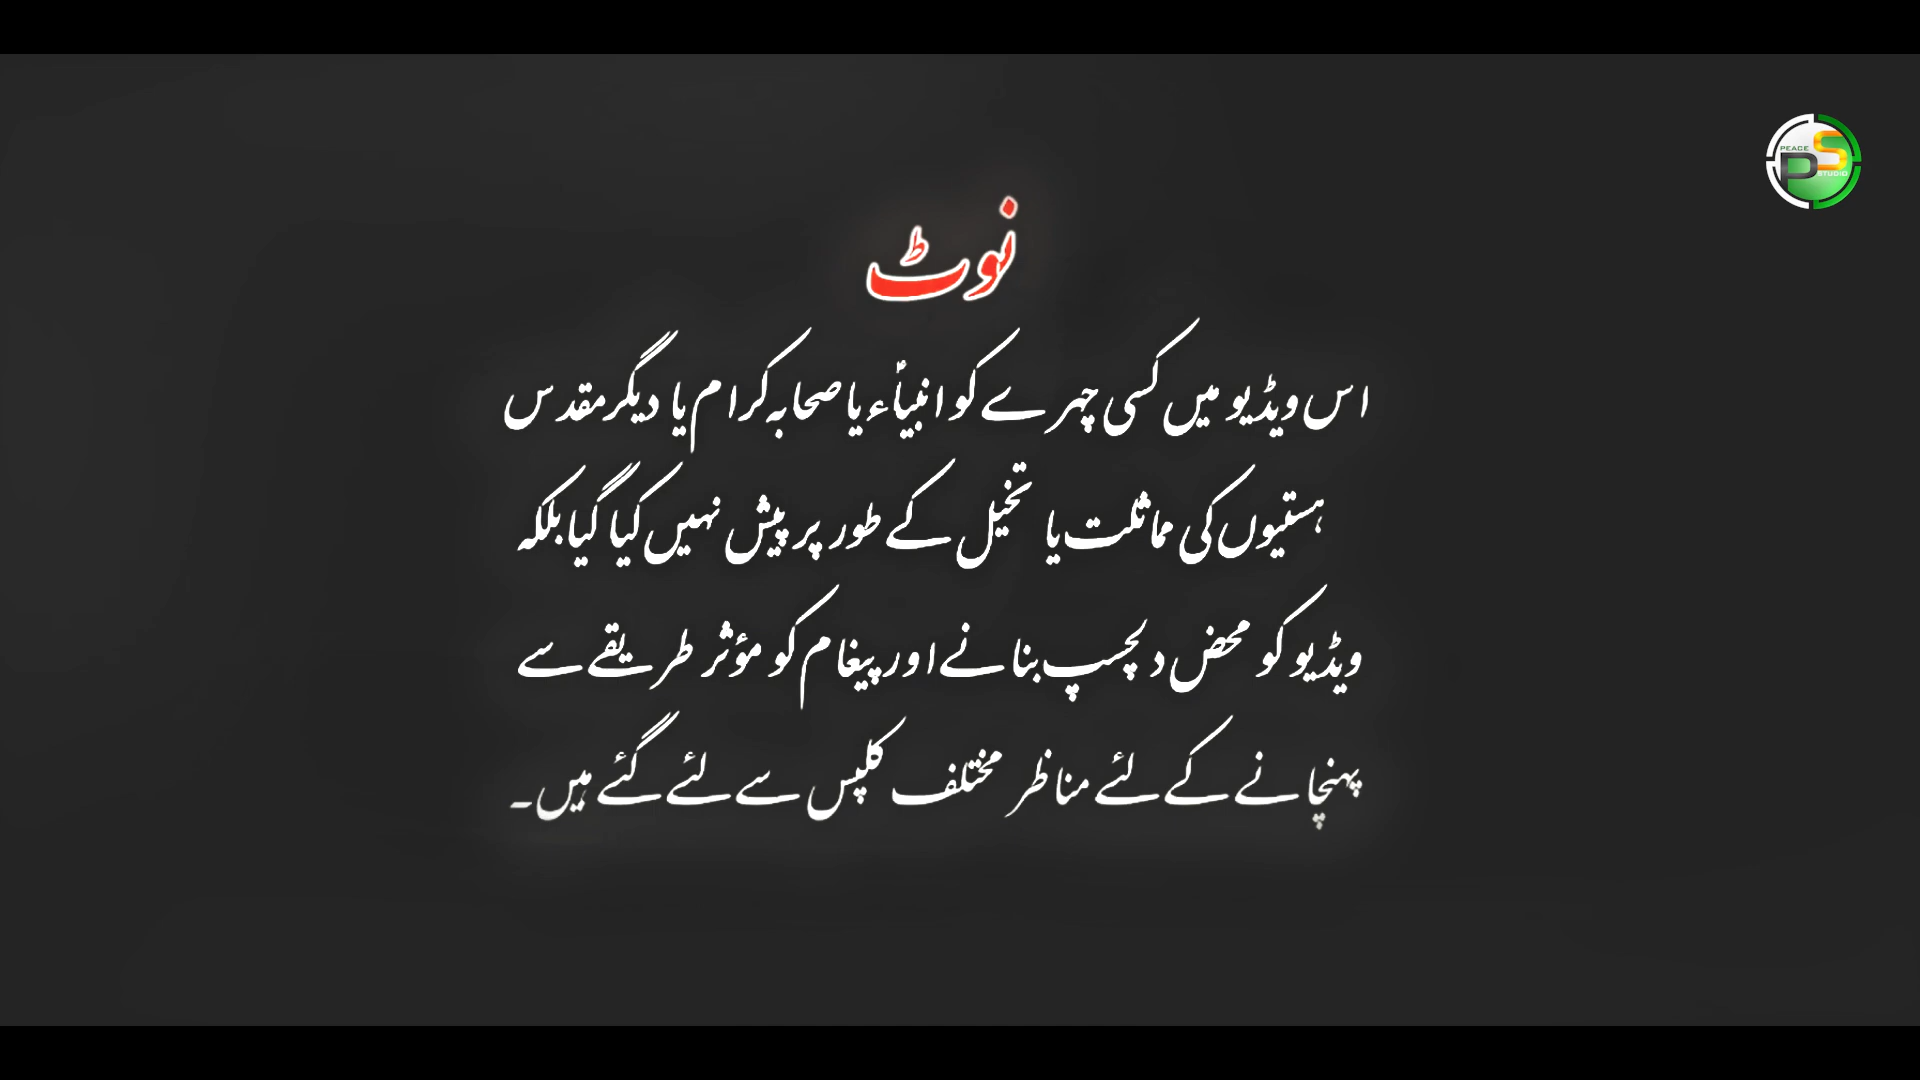 PEACE
PS
STUDIO
نوٹ
اس ویڈیو میں کسی چہرے کو انبیاؑء یا صحابہ کرام یا دیگر مقدس
ہستیوں کی مماثلت یا تخیل کے طور پر پیش نہیں کیا گیا بلکہ
ویڈیو کو محض دلچسپ بنانے اور پیغام کو مؤثر طریقے سے
پہنچانے کے لئے مناظر مختلف کلپس سے لئے گئے ہیں۔